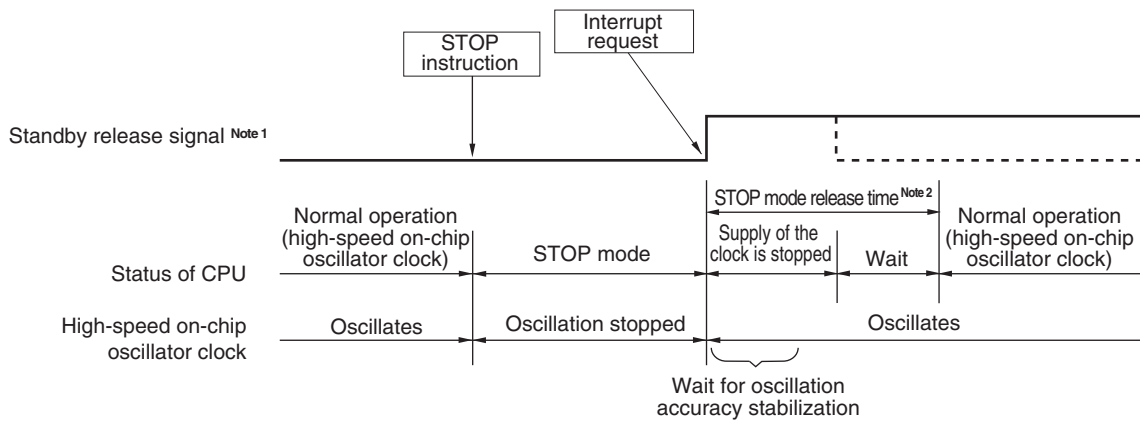 Interrupt
request
STOP
instruction
Standby release signal Note 1
STOP mode release time Note 2
Normal operation
(high-speed on-chip
oscillator clock)
Supply of the
clock is stopped
Normal operation
(high-speed on-chip
oscillator clock)
Status of CPU
STOP mode
Wait
High-speed on-chip
oscillator clock
Oscillates
Oscillation stopped
Oscillates
Wait for oscillation
accuracy stabilization